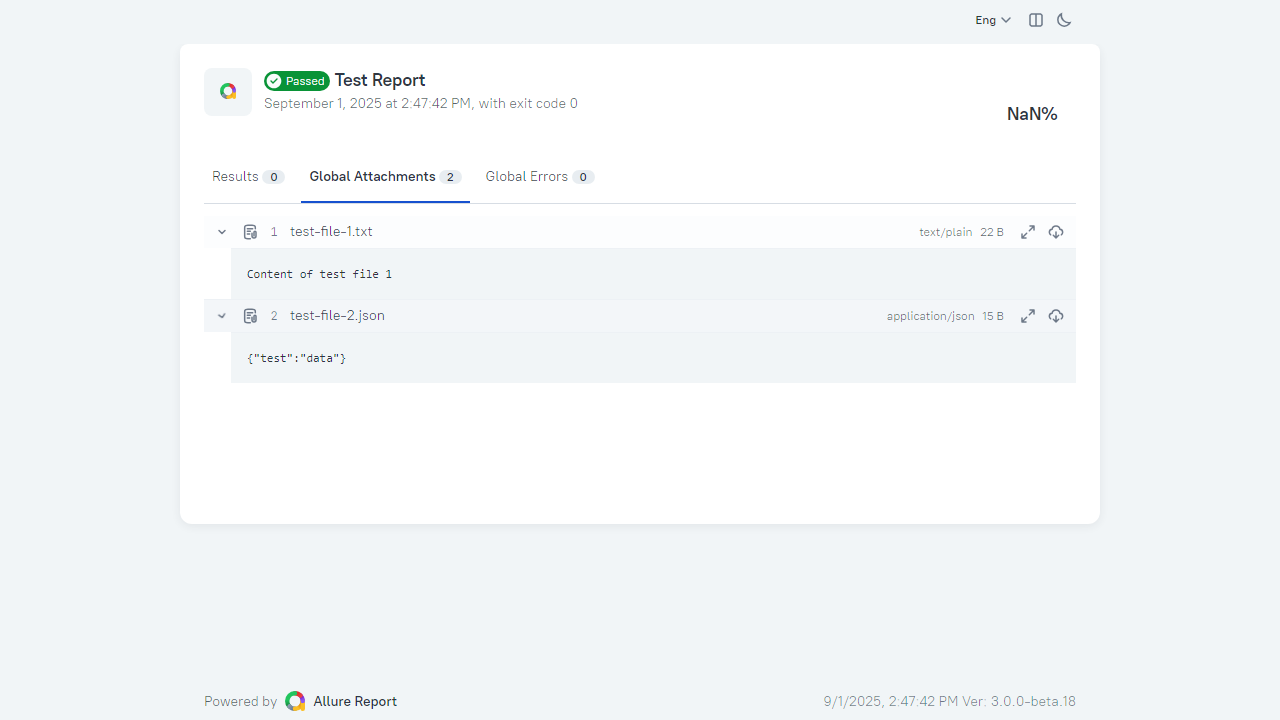 Eng
Passed Test Report
September 1, 2025 at 2:47:42 PM, with exit code 0
NaN%
Results 0 Global Attachments 2 Global Errors 0
1 test-file-1.txt text/plain 22 B
Content of test file 1
2 test-file-2.json application/json 15 B
{"test":"data"}
Powered by Allure Report 9/1/2025, 2:47:42 PM Ver: 3.0.0-beta.18